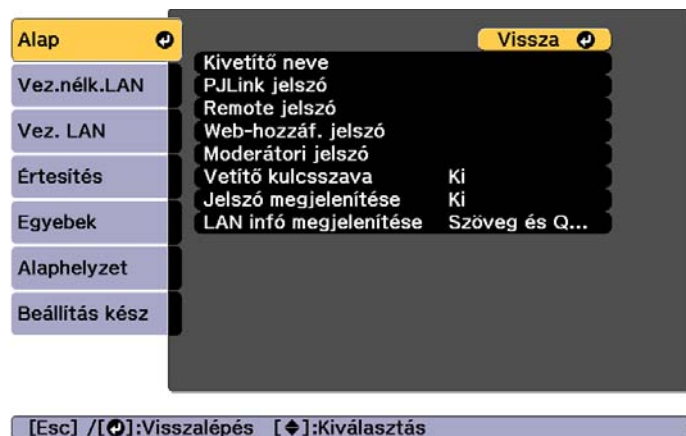 Alap
Vez.nélk.LAN
Vez. LAN
Értesítés
Egyebek
Alaphelyzet
Beállítás kész
Vissza
Kivetítő neve
PJLink jelszó
Remote jelszó
Web-hozzáf. jelszó
Moderátori jelszó
Vetítő kulcsszava Ki
Jelszó megjelenítése Ki
LAN infó megjelenítése Szöveg és Q...
[Esc] /[]:Visszalépés []:Kiválasztás